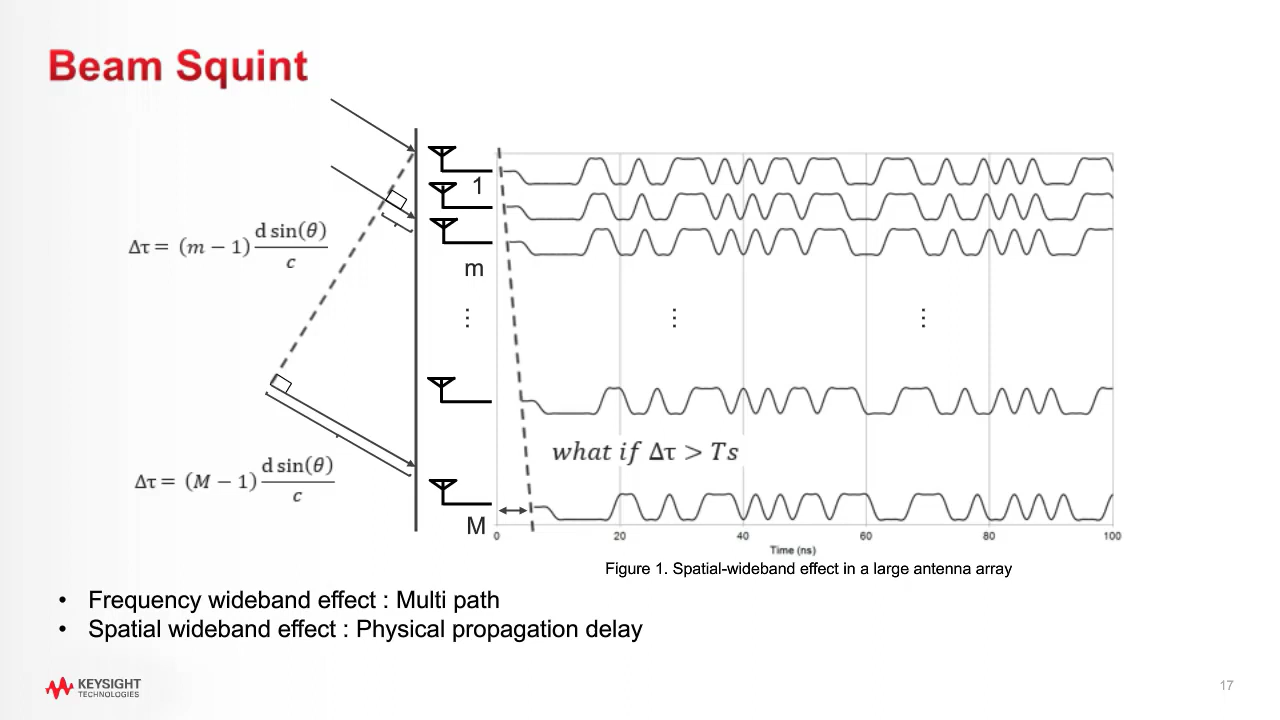 Beam Squint
1
Δτ = (m − 1) d sin(θ) / c
m
⋮ ⋮ ⋮
what if Δτ > Ts
Δτ = (M − 1) d sin(θ) / c
M
0 20 40 60 80 100
Time (ns)
Figure 1. Spatial-wideband effect in a large antenna array
• Frequency wideband effect : Multi path
• Spatial wideband effect : Physical propagation delay
KEYSIGHT
TECHNOLOGIES
17